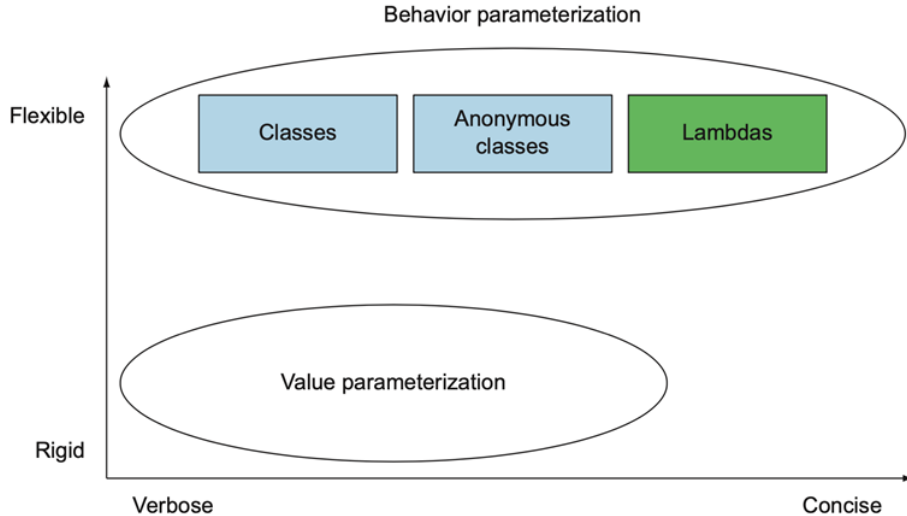 Behavior parameterization
Flexible
Classes
Anonymous
classes
Lambdas
Value parameterization
Rigid
Verbose
Concise